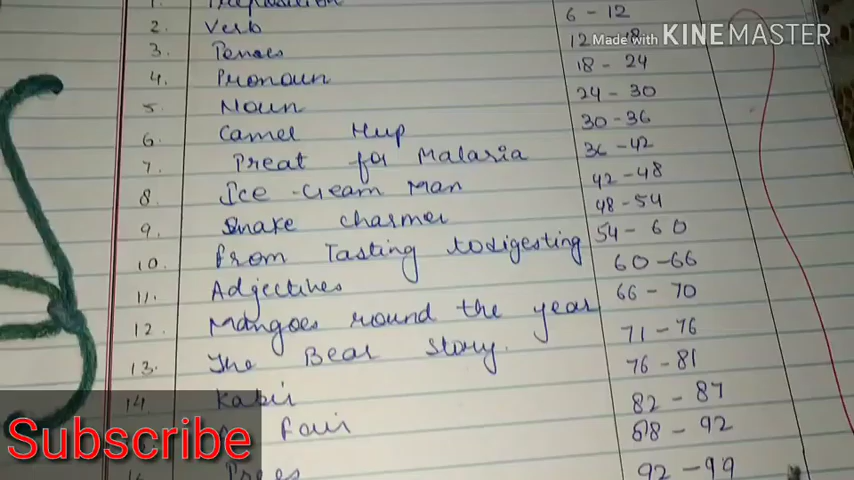 2. Verb 6 - 12
3. Tenses 12 - 18
4. Pronoun 18 - 24
5. Noun 24 - 30
6. Camel Hup 30 - 36
7. Treat for Malaria 36 - 42
8. Ice-cream Man 42 - 48
9. Snake charmer 48 - 54
10. From Tasting to digesting 54 - 60
11. Adjectives 60 - 66
12. Mangoes round the year 66 - 70
13. The Bear Story. 71 - 76
14. Kabir 76 - 81
Fair 82 - 87
88 - 92
92 - 99
Made with KINEMASTER
Subscribe